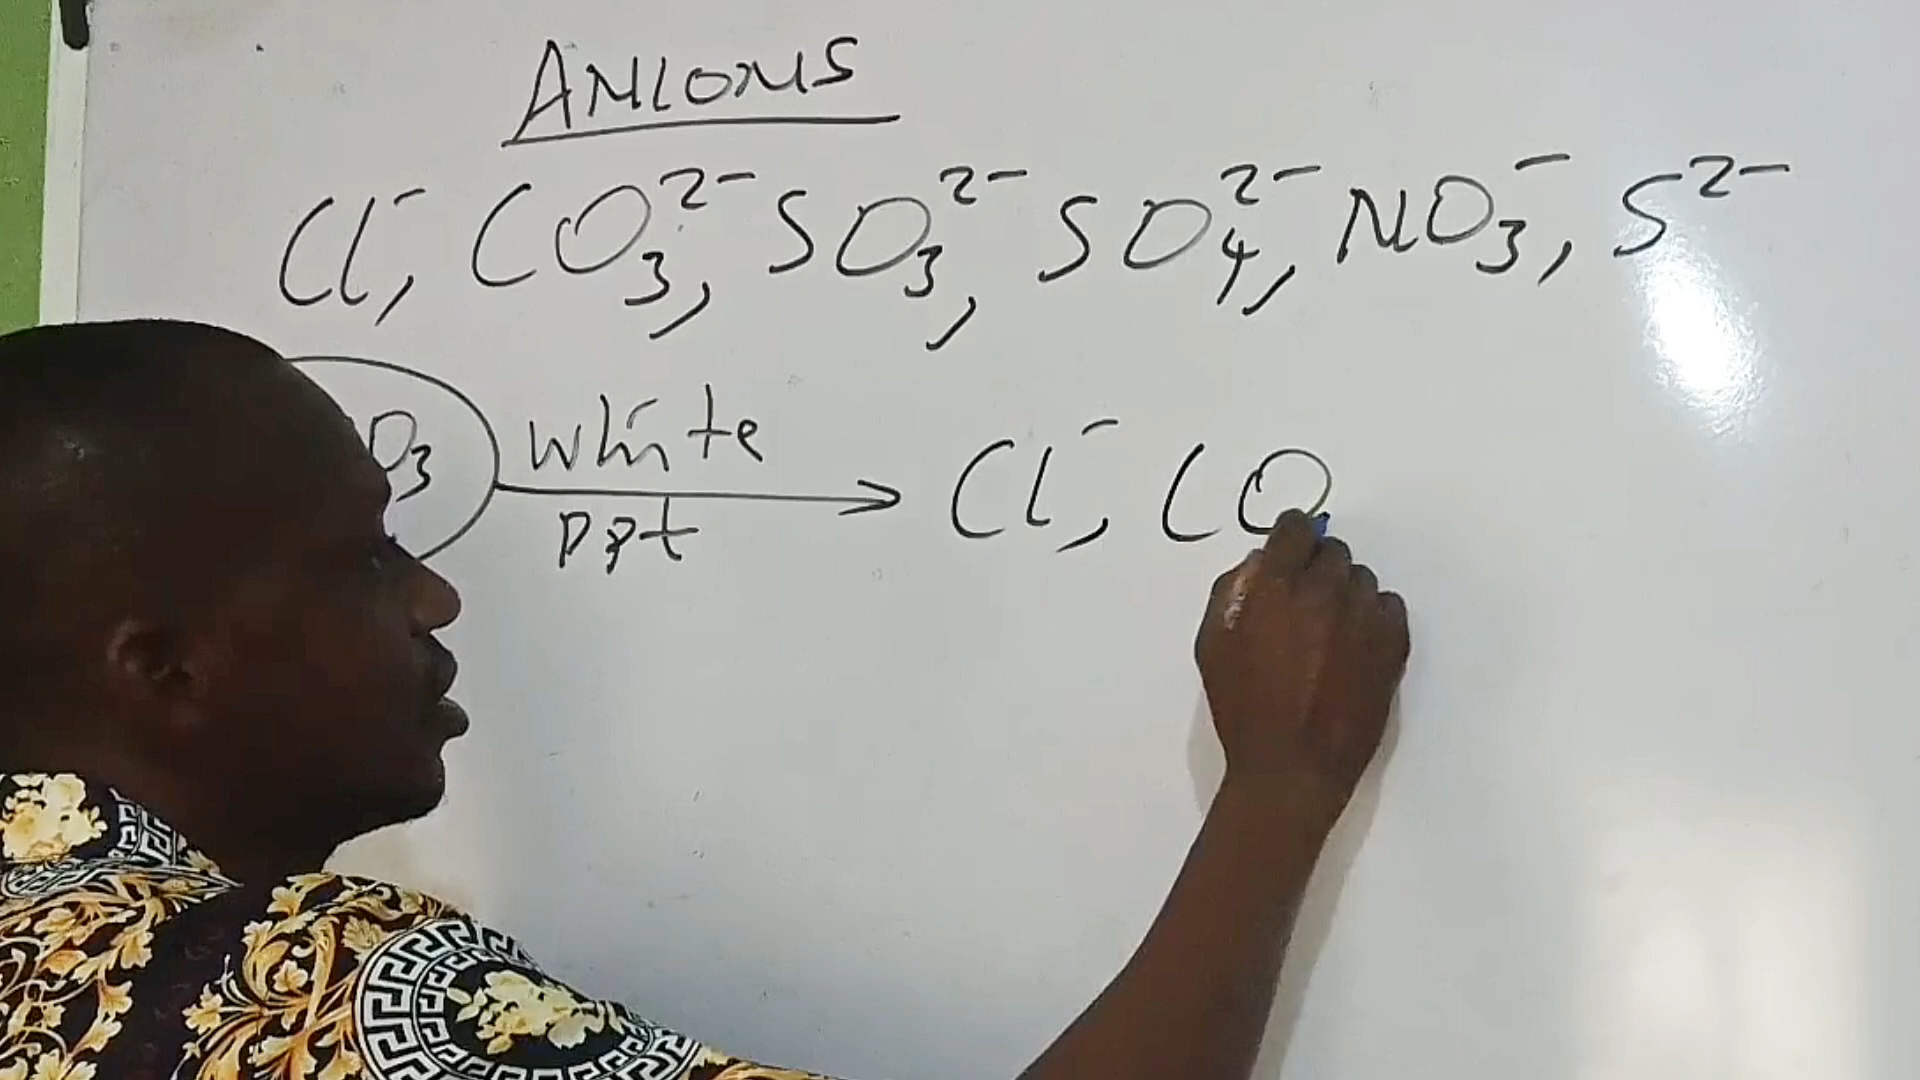 ANIONS
Cl⁻, CO₃²⁻, SO₃²⁻, SO₄²⁻, NO₃⁻, S²⁻
O₃ white Cl⁻, CO
ppt